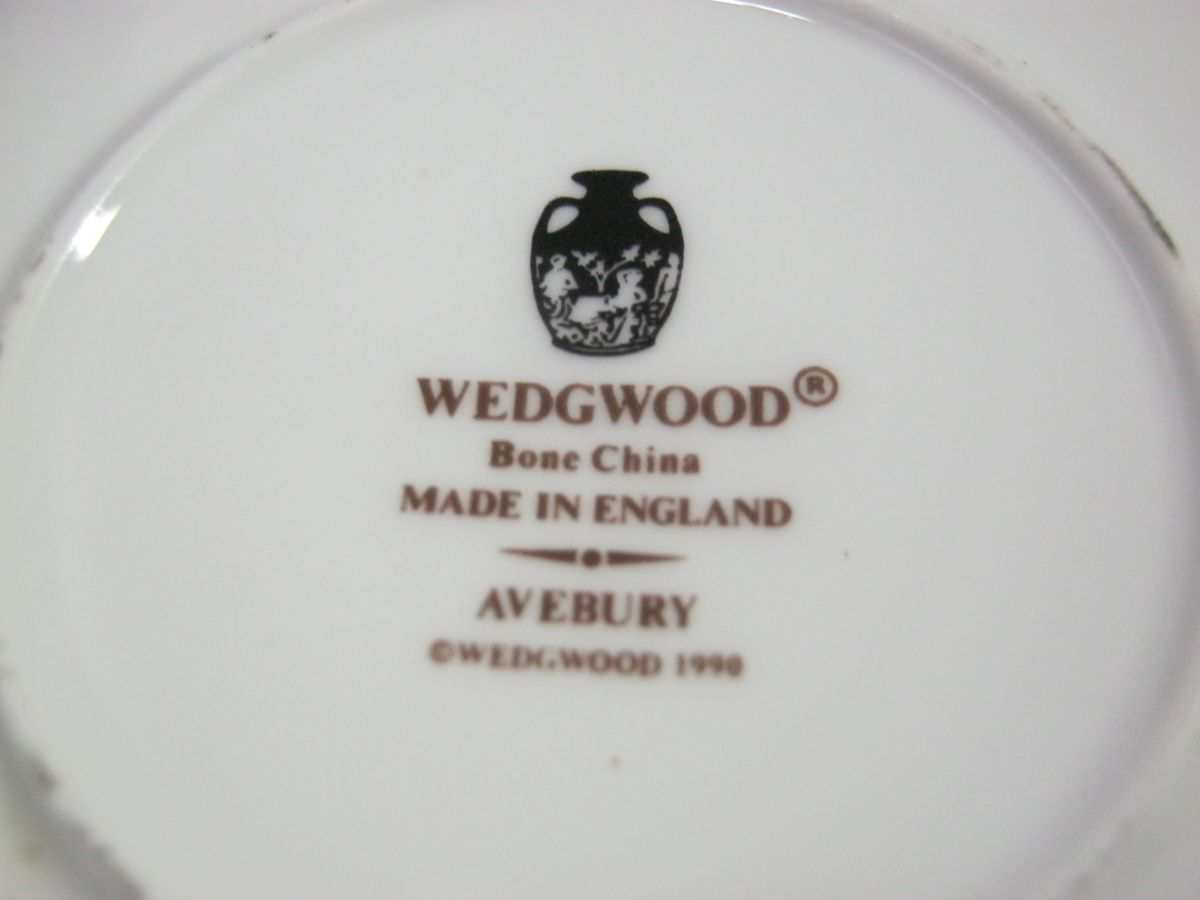 WEDGWOOD®
Bone China
MADE IN ENGLAND
AVEBURY
©WEDGWOOD 1990